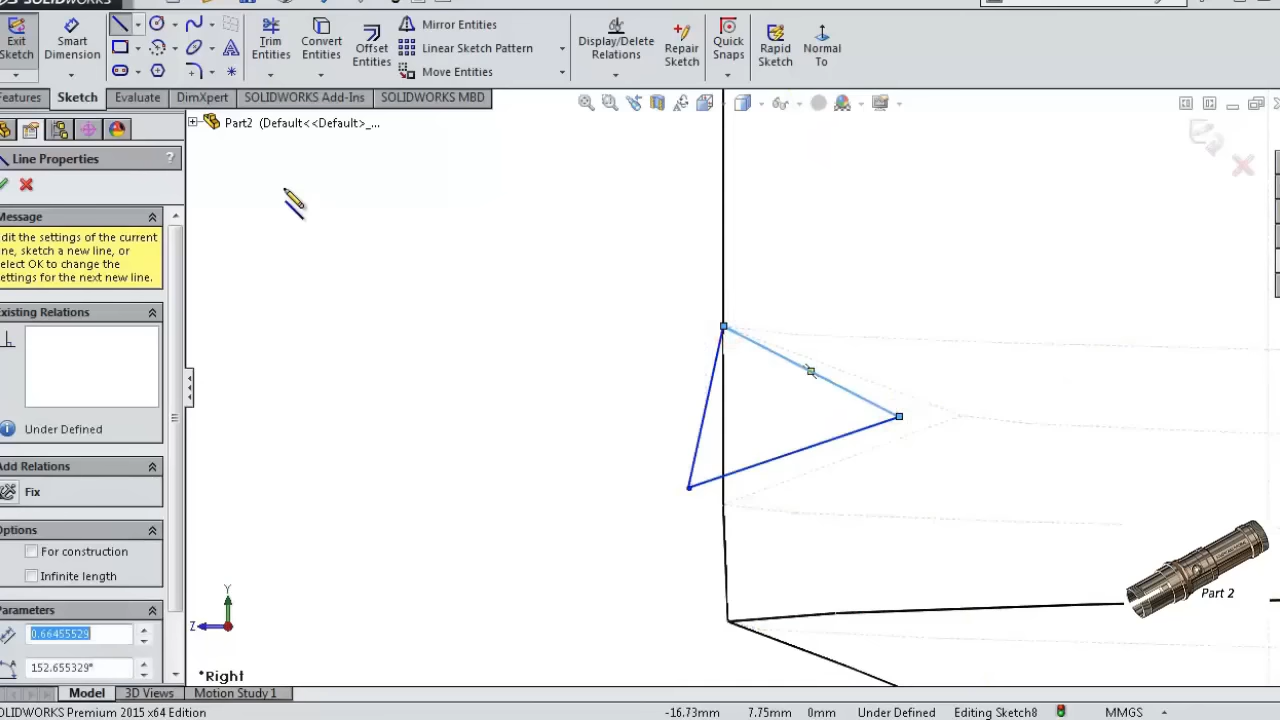 SOLIDWORKS
Exit
Sketch
Smart
Dimension
Trim
Entities
Convert
Entities
Offset
Entities
Mirror Entities
Linear Sketch Pattern
Move Entities
Display/Delete
Relations
Repair
Sketch
Quick
Snaps
Rapid
Sketch
Normal
To
Features
Sketch
Evaluate
DimXpert
SOLIDWORKS Add-Ins
SOLIDWORKS MBD
Part2 (Default<<Default>_...
Line Properties
?
Message
dit the settings of the current
ne, sketch a new line, or
elect OK to change the
ettings for the next new line.
Existing Relations
Under Defined
Add Relations
Fix
Options
For construction
Infinite length
Parameters
0.66455529
152.655329°
Y
Z
*Right
Part 2
Model
3D Views
Motion Study 1
OLIDWORKS Premium 2015 x64 Edition
-16.73mm
7.75mm
0mm
Under Defined
Editing Sketch8
MMGS